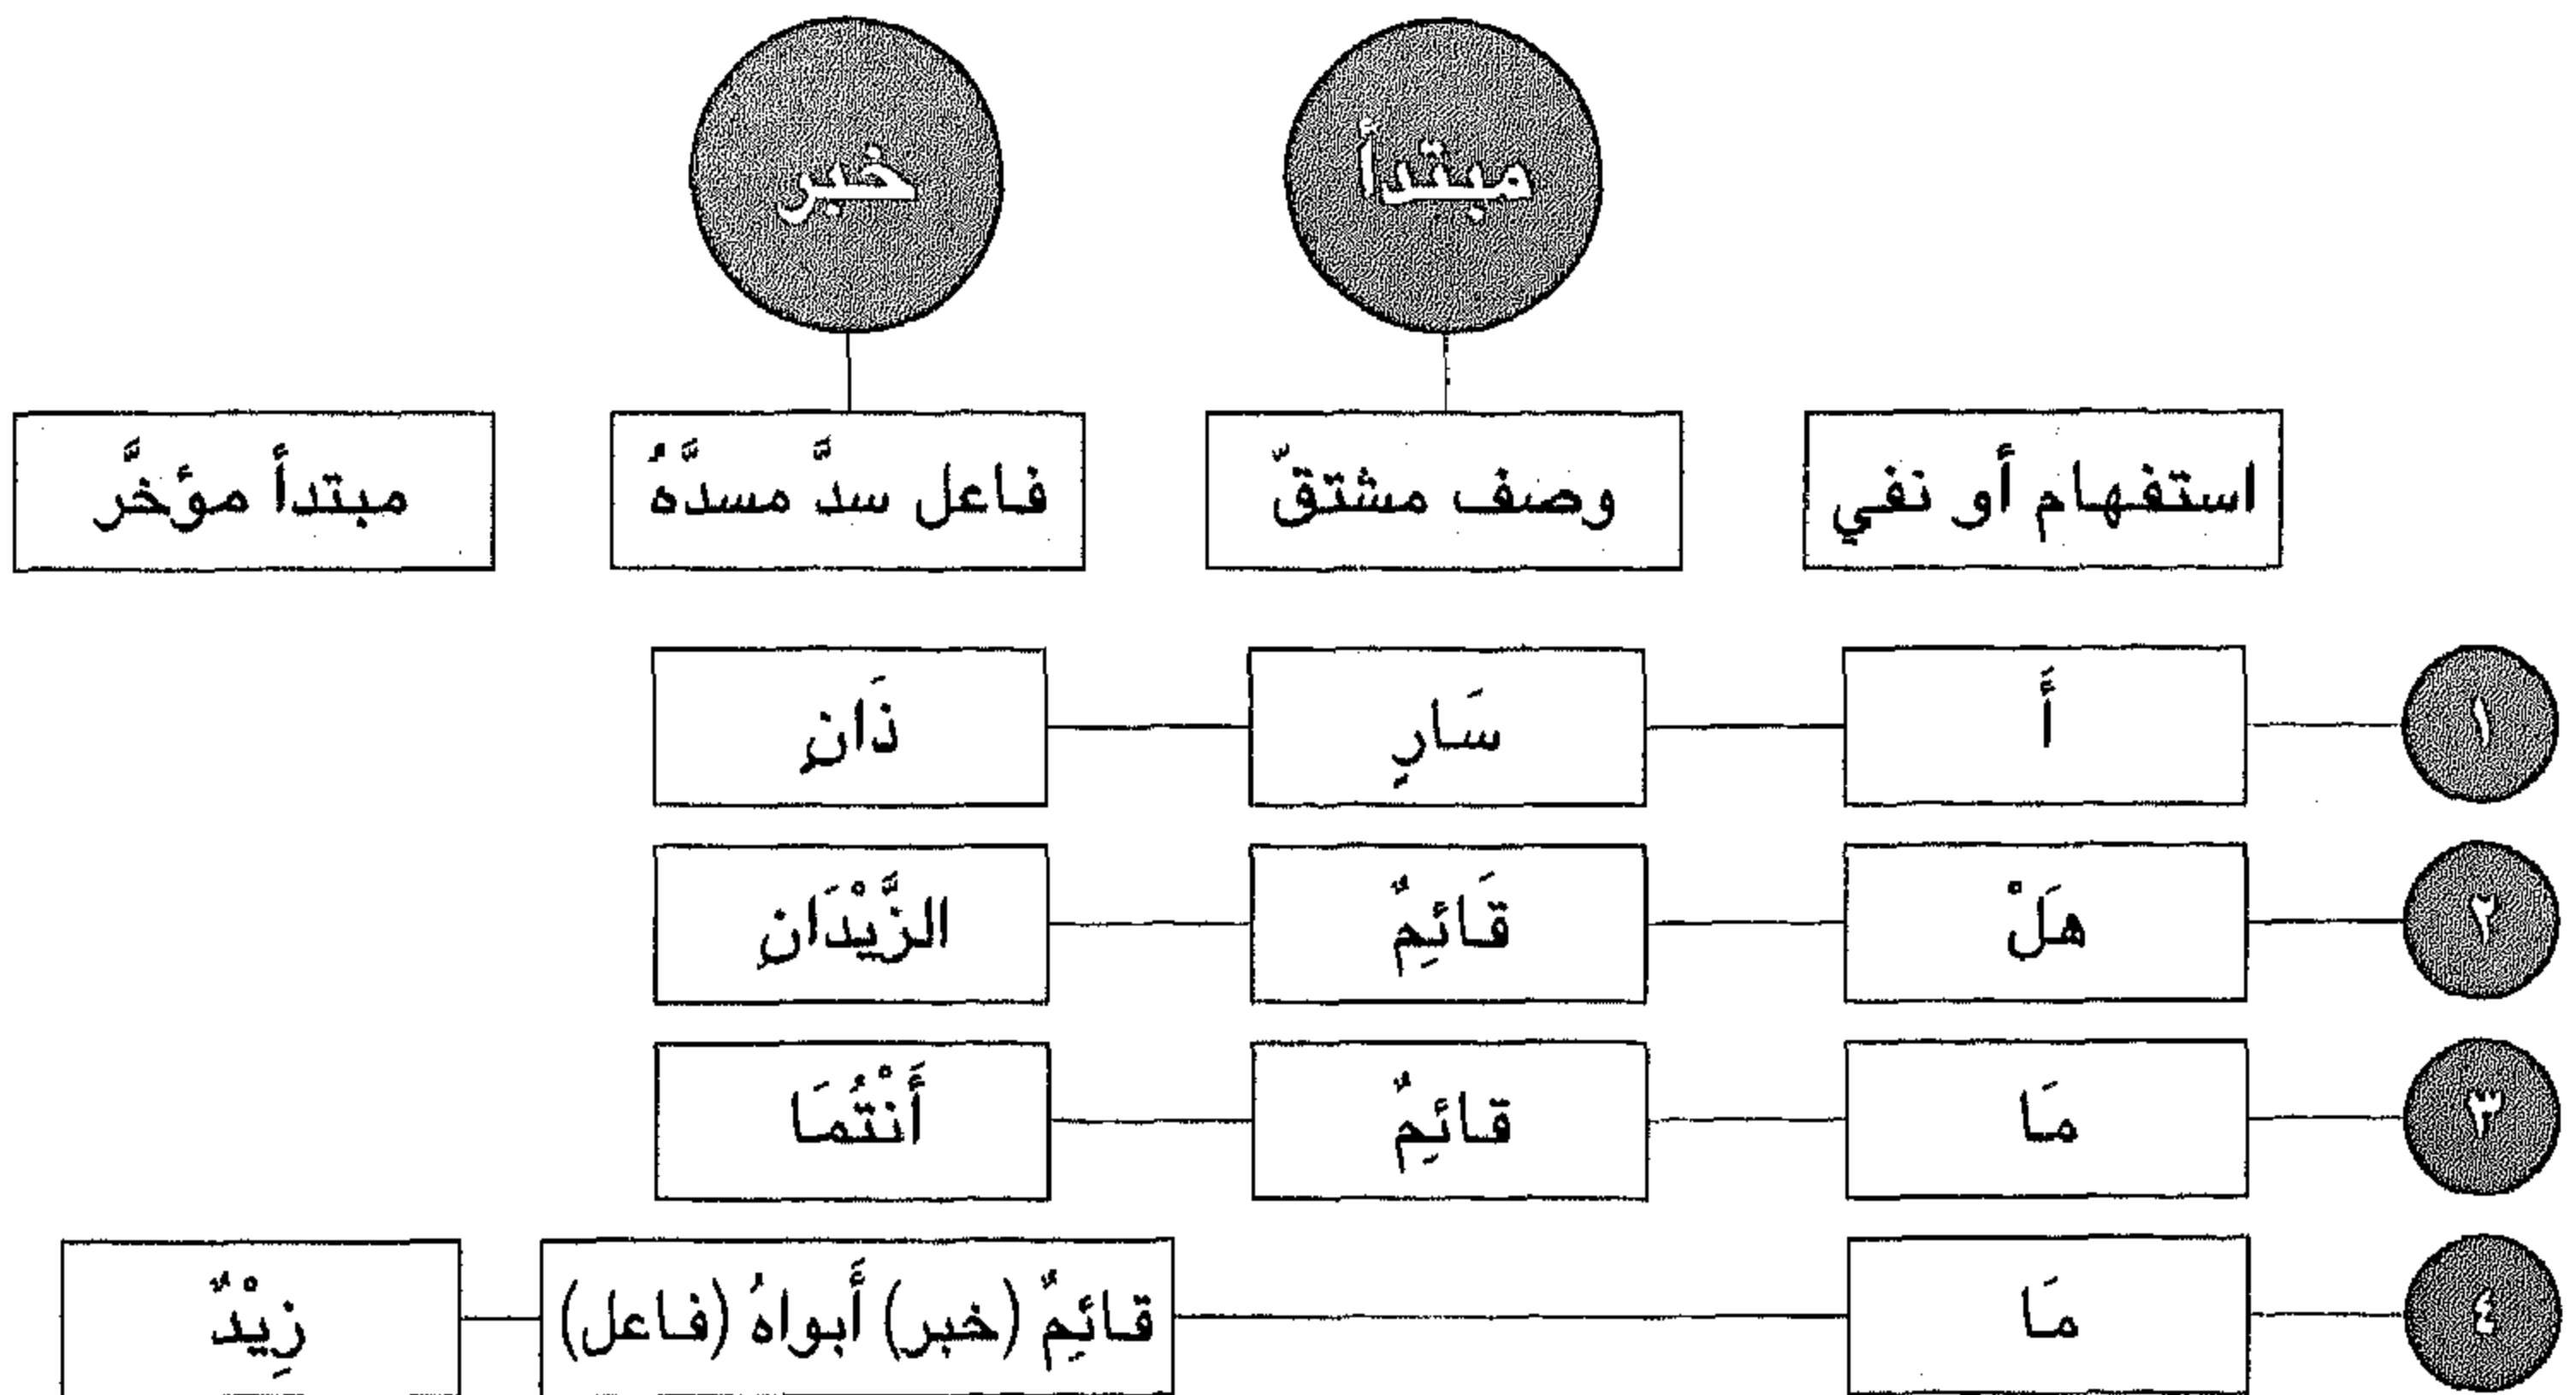 مبتدأ خبر
استفهام أو نفي وصف مشتقّ فاعل سدَّ مسدَّهُ مبتدأ مؤخَّر
١ أَ سَارِ ذَانِ
٢ هَلْ قَائِمٌ الزَّيْدَانِ
٣ مَا قائِمٌ أَنْتُمَا
٤ مَا قائِمٌ (خبر) أَبواهُ (فاعل) زِيْدٌ